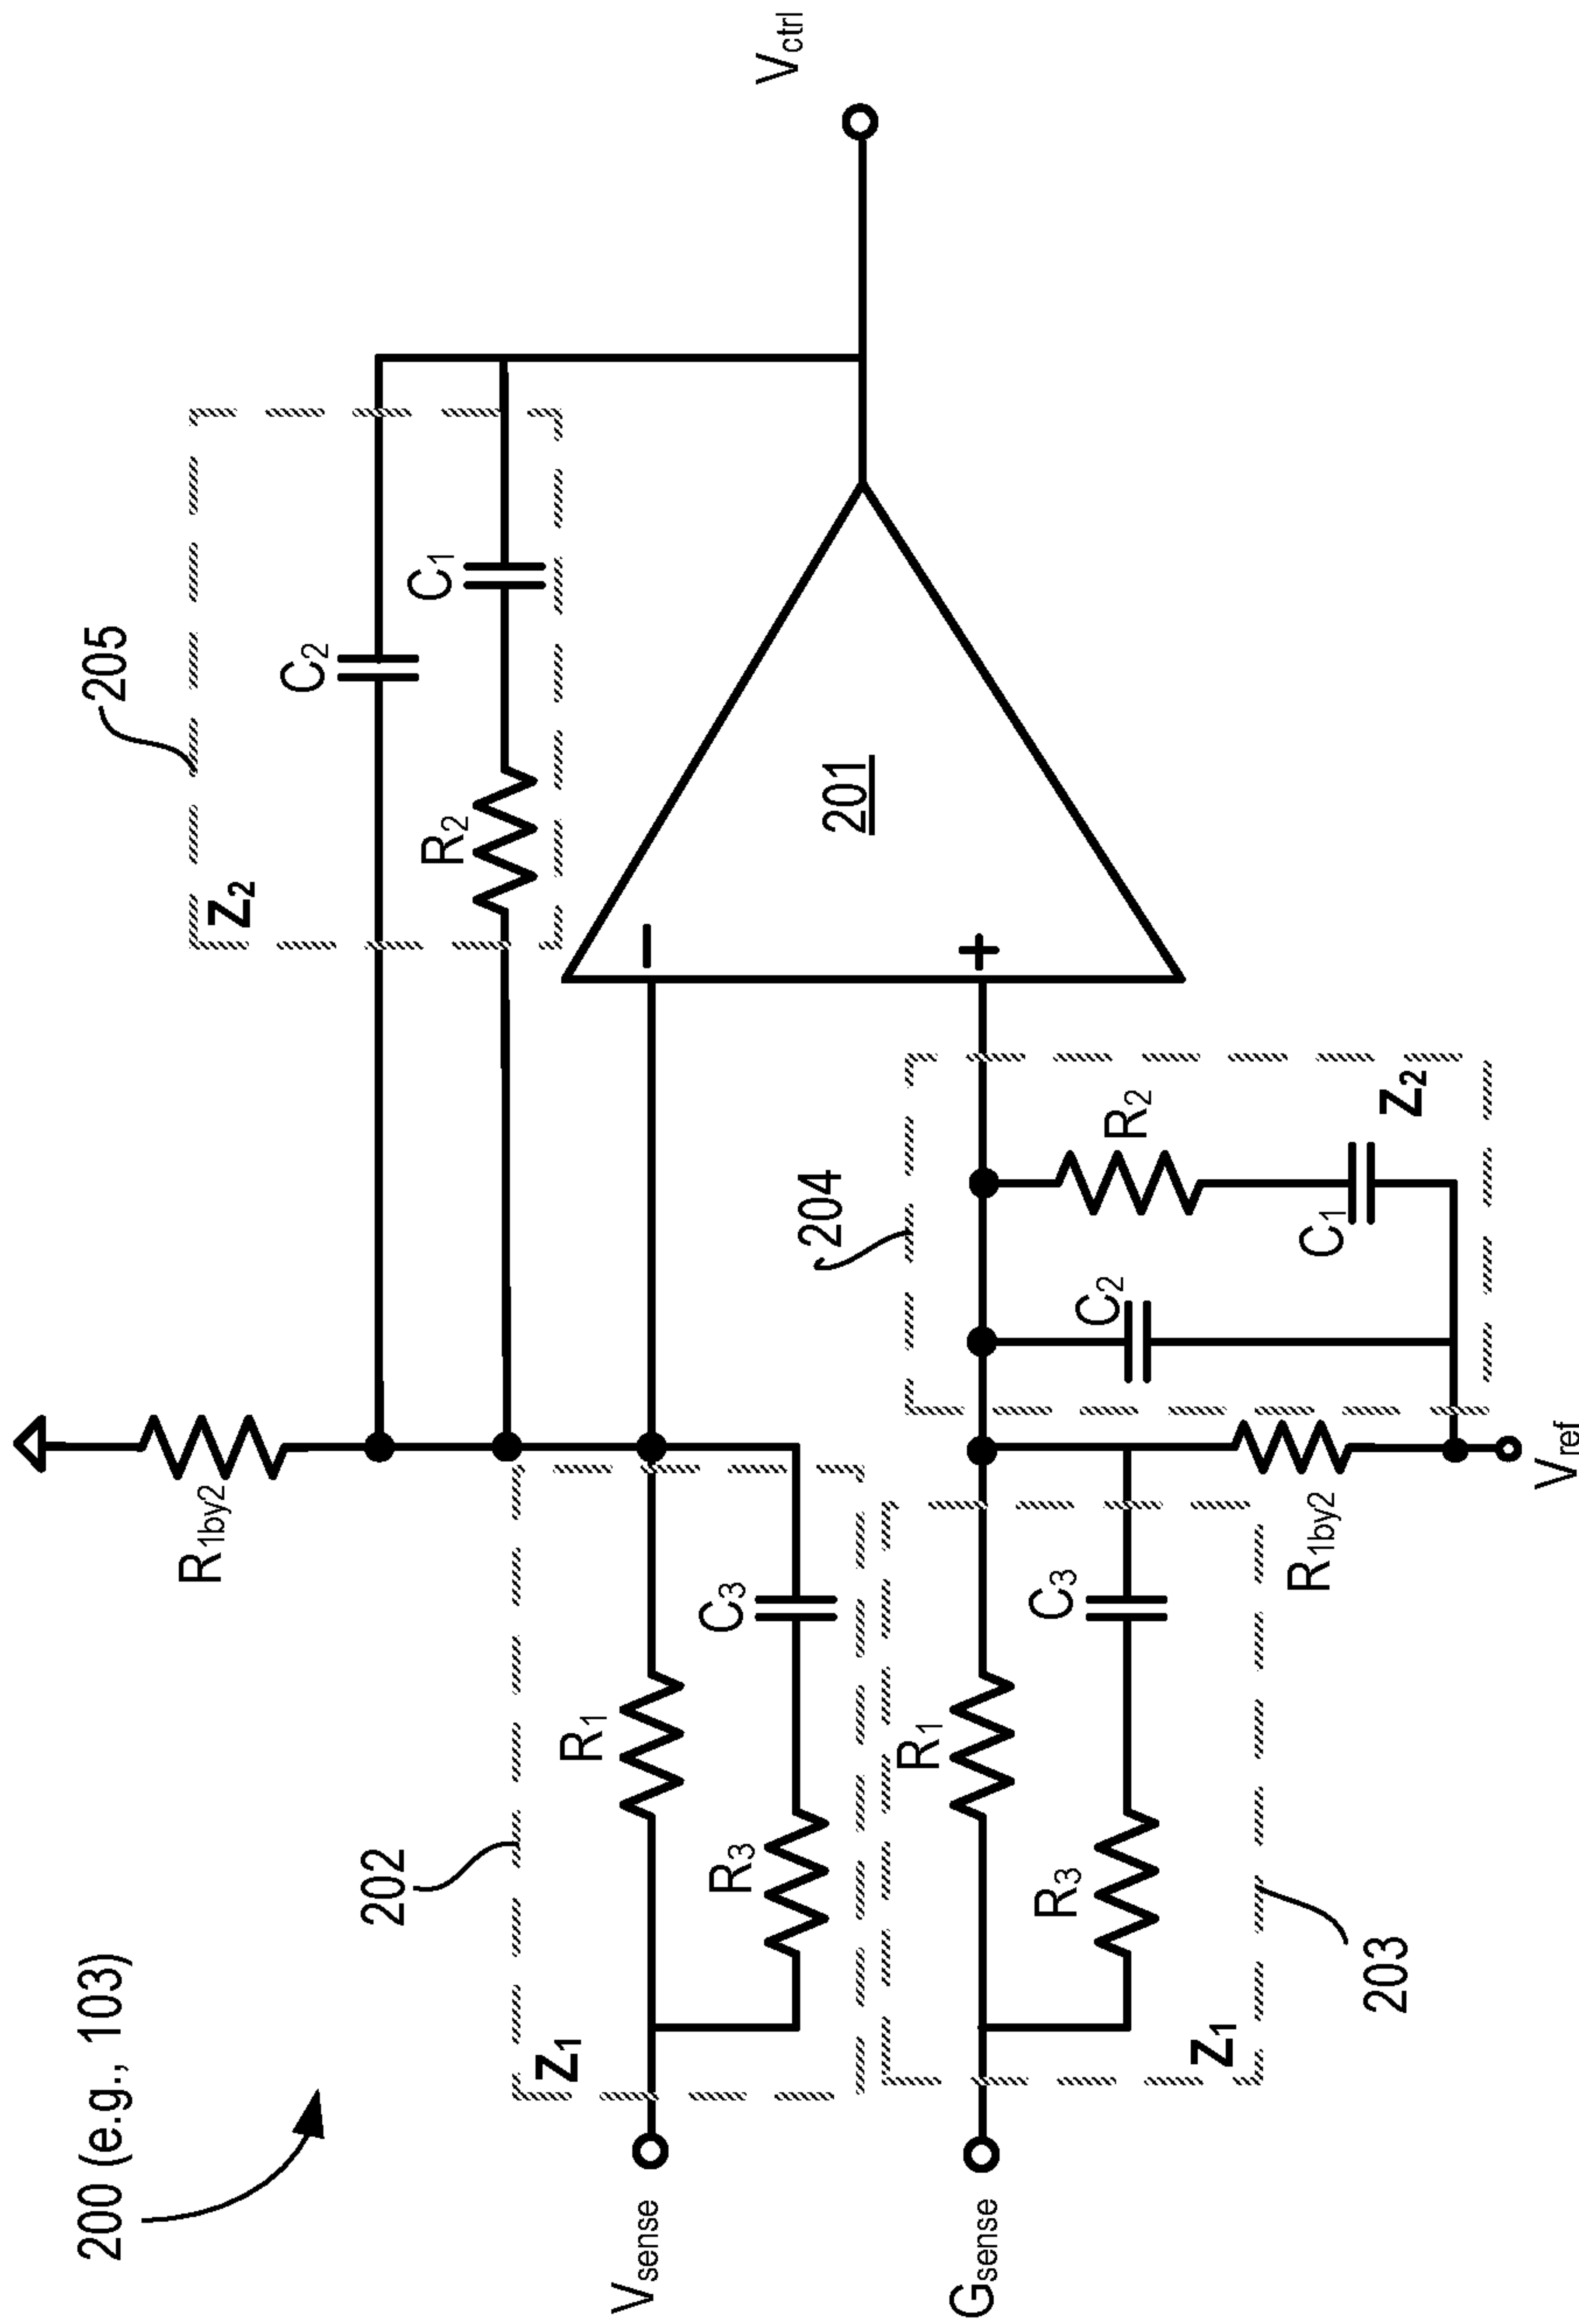 200 (e.g., 103)
205
Z2
C2
C1
R2
R1by2
202
Z1
R1
R3
C3
Vsense
201
−
+
Vctrl
Gsense
R1
R3
C3
Z1
203
204
C2
R2
C1
Z2
R1by2
Vref